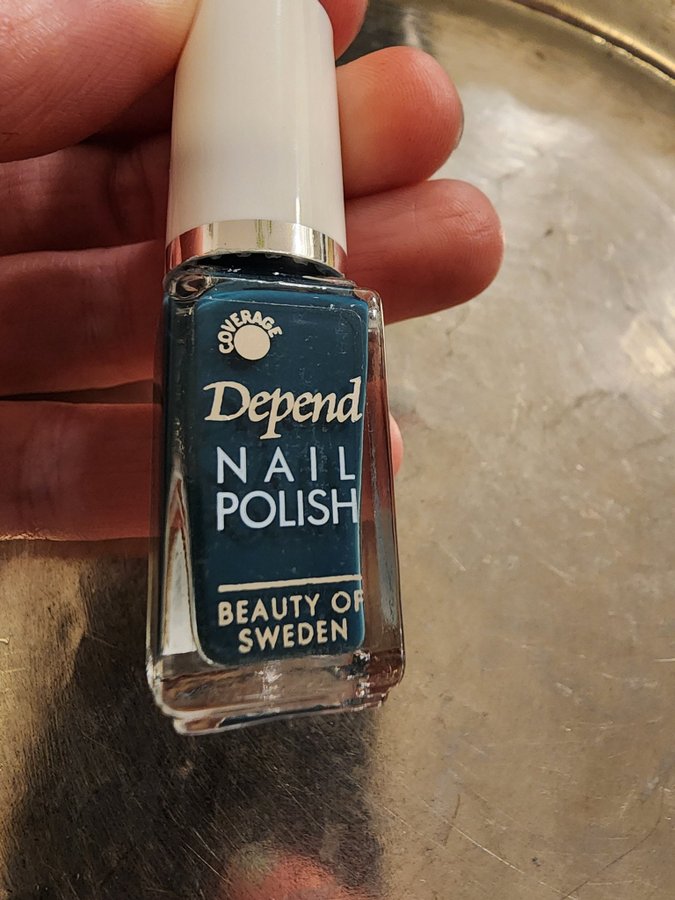 COVERAGE
Depend
NAIL
POLISH
BEAUTY OF
SWEDEN